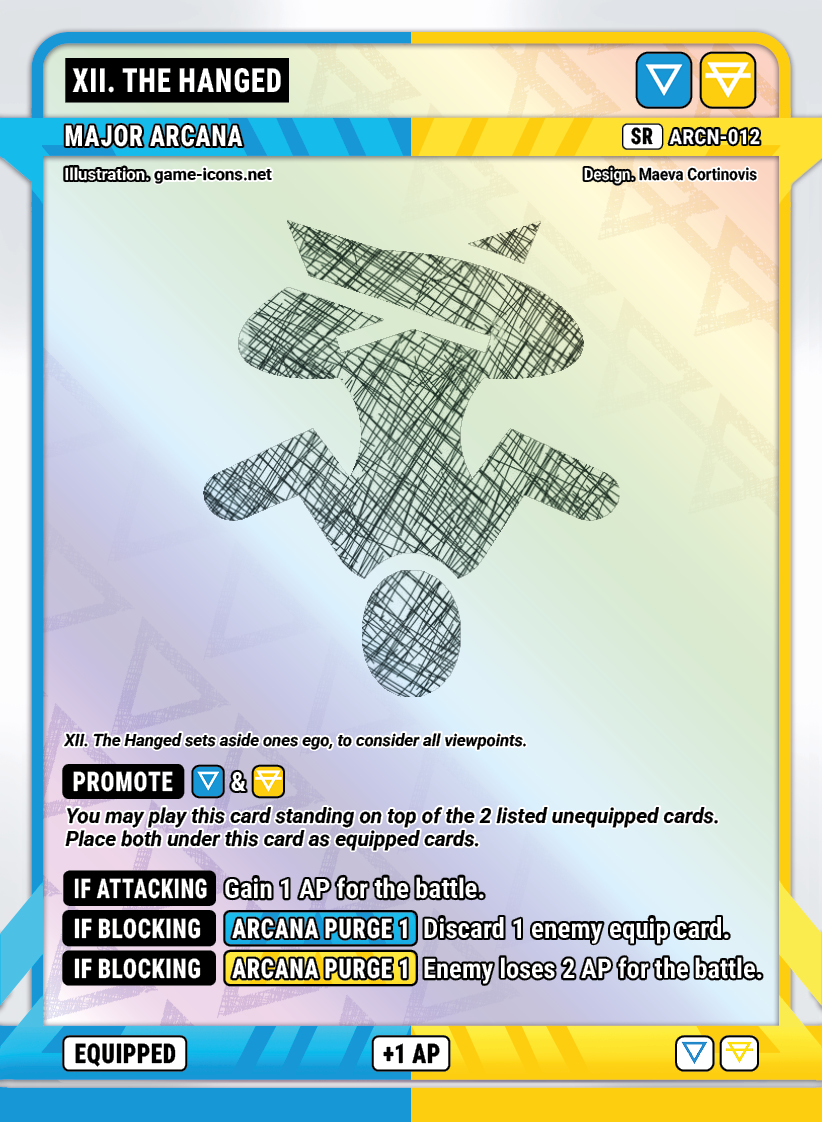 XII. THE HANGED
MAJOR ARCANA
SR ARCN-012
Illustration. game-icons.net
Design. Maeva Cortinovis
XII. The Hanged sets aside ones ego, to consider all viewpoints.
PROMOTE &
You may play this card standing on top of the 2 listed unequipped cards.
Place both under this card as equipped cards.
IF ATTACKING Gain 1 AP for the battle.
IF BLOCKING ARCANA PURGE 1 Discard 1 enemy equip card.
IF BLOCKING ARCANA PURGE 1 Enemy loses 2 AP for the battle.
EQUIPPED
+1 AP